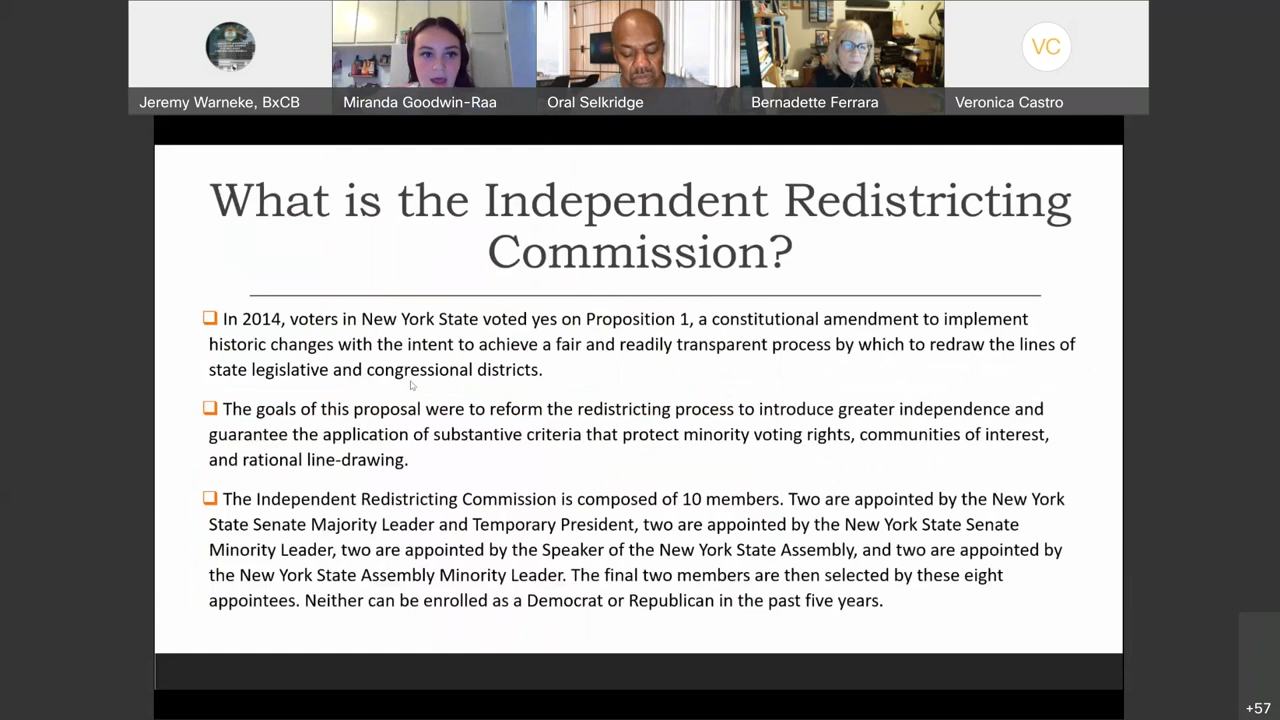 Jeremy Warneke, BxCB
Miranda Goodwin-Raa
Oral Selkridge
Bernadette Ferrara
VC
Veronica Castro
What is the Independent Redistricting
Commission?
In 2014, voters in New York State voted yes on Proposition 1, a constitutional amendment to implement
historic changes with the intent to achieve a fair and readily transparent process by which to redraw the lines of
state legislative and congressional districts.
The goals of this proposal were to reform the redistricting process to introduce greater independence and
guarantee the application of substantive criteria that protect minority voting rights, communities of interest,
and rational line-drawing.
The Independent Redistricting Commission is composed of 10 members. Two are appointed by the New York
State Senate Majority Leader and Temporary President, two are appointed by the New York State Senate
Minority Leader, two are appointed by the Speaker of the New York State Assembly, and two are appointed by
the New York State Assembly Minority Leader. The final two members are then selected by these eight
appointees. Neither can be enrolled as a Democrat or Republican in the past five years.
+57